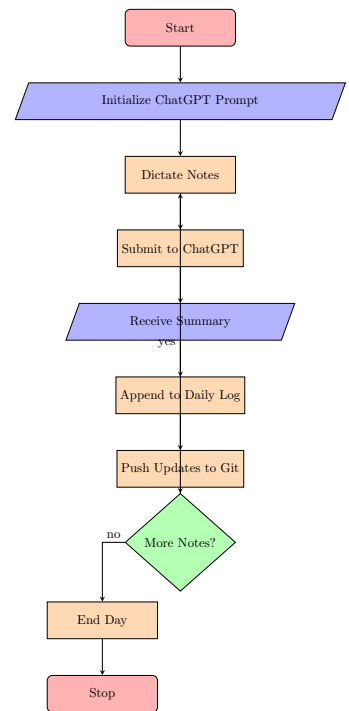 Start
Initialize ChatGPT Prompt
Dictate Notes
Submit to ChatGPT
Receive Summary
yes
Append to Daily Log
Push Updates to Git
no
More Notes?
End Day
Stop